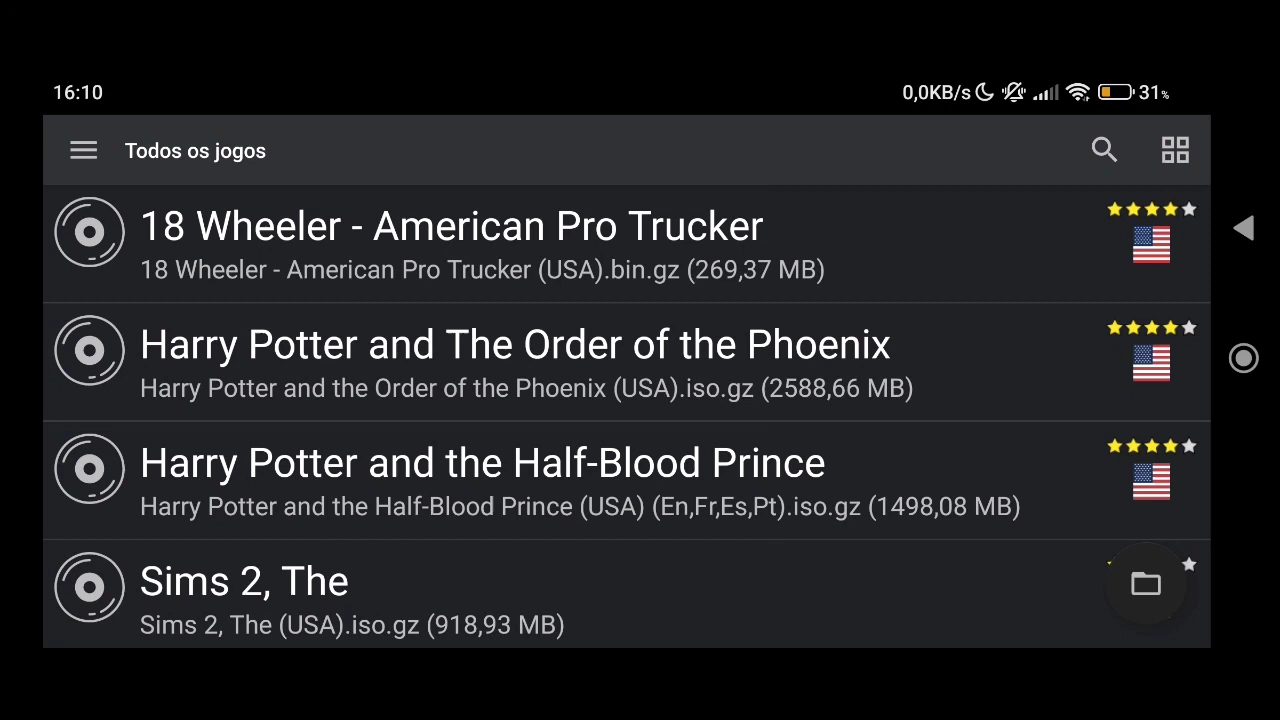 16:10
0,0KB/s 31%
Todos os jogos
18 Wheeler - American Pro Trucker
18 Wheeler - American Pro Trucker (USA).bin.gz (269,37 MB)
Harry Potter and The Order of the Phoenix
Harry Potter and the Order of the Phoenix (USA).iso.gz (2588,66 MB)
Harry Potter and the Half-Blood Prince
Harry Potter and the Half-Blood Prince (USA) (En,Fr,Es,Pt).iso.gz (1498,08 MB)
Sims 2, The
Sims 2, The (USA).iso.gz (918,93 MB)